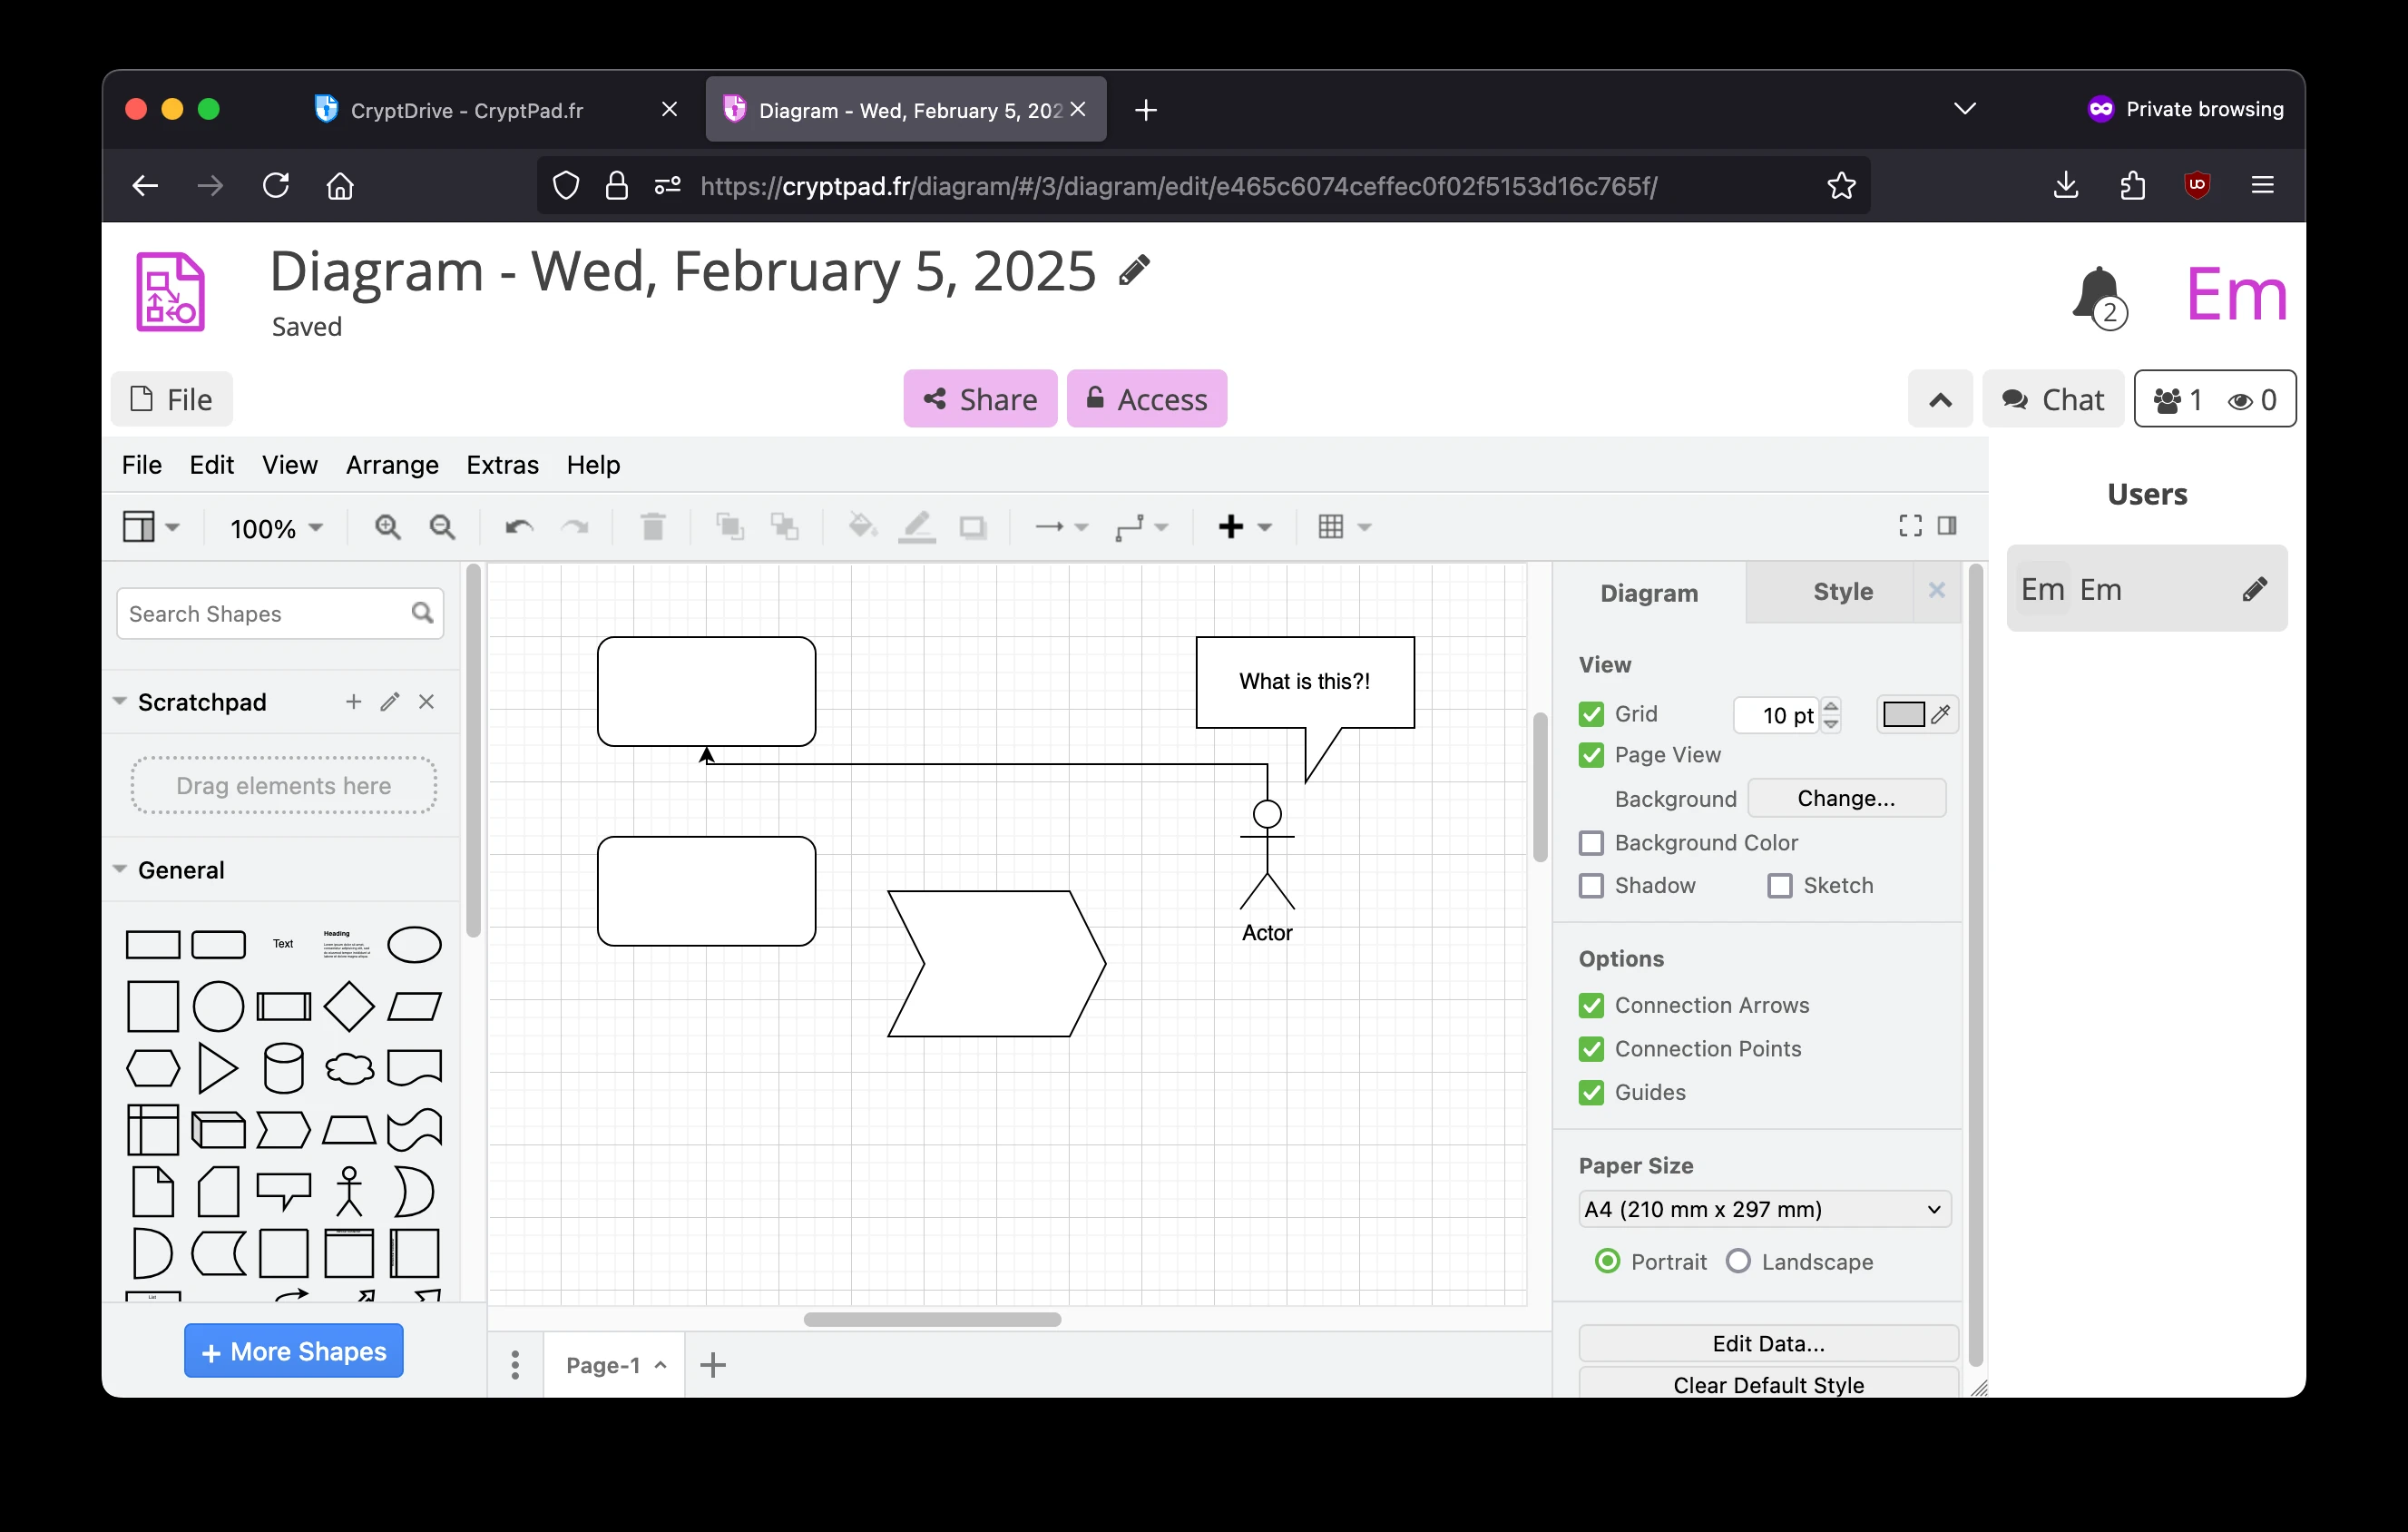 CryptDrive - CryptPad.fr
Diagram - Wed, February 5, 202
Private browsing
https://cryptpad.fr/diagram/#/3/diagram/edit/e465c6074ceffec0f02f5153d16c765f/
Diagram - Wed, February 5, 2025
Saved
2
Em
File
Share
Access
Chat
1
0
File Edit View Arrange Extras Help
100%
Users
Em Em
Search Shapes
Scratchpad
Drag elements here
General
Text
Heading
List
+ More Shapes
What is this?!
Actor
Page-1
Diagram
Style
View
Grid
10 pt
Page View
Background
Change...
Background Color
Shadow
Sketch
Options
Connection Arrows
Connection Points
Guides
Paper Size
A4 (210 mm x 297 mm)
Portrait
Landscape
Edit Data...
Clear Default Style